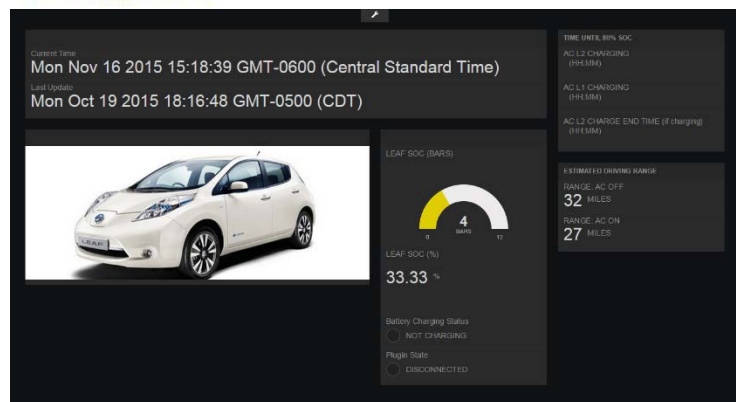 Current Time
Mon Nov 16 2015 15:18:39 GMT-0600 (Central Standard Time)
Last Update
Mon Oct 19 2015 18:16:48 GMT-0500 (CDT)
LEAF
LEAF SOC (BARS)
4
BARS
0 12
LEAF SOC (%)
33.33 %
Battery Charging Status
NOT CHARGING
Plugin State
DISCONNECTED
TIME UNTIL 80% SOC
AC L2 CHARGING
(HH:MM)
AC L1 CHARGING
(HH:MM)
AC L2 CHARGE END TIME (if charging)
(HH:MM)
ESTIMATED DRIVING RANGE
RANGE: AC OFF
32 MILES
RANGE: AC ON
27 MILES